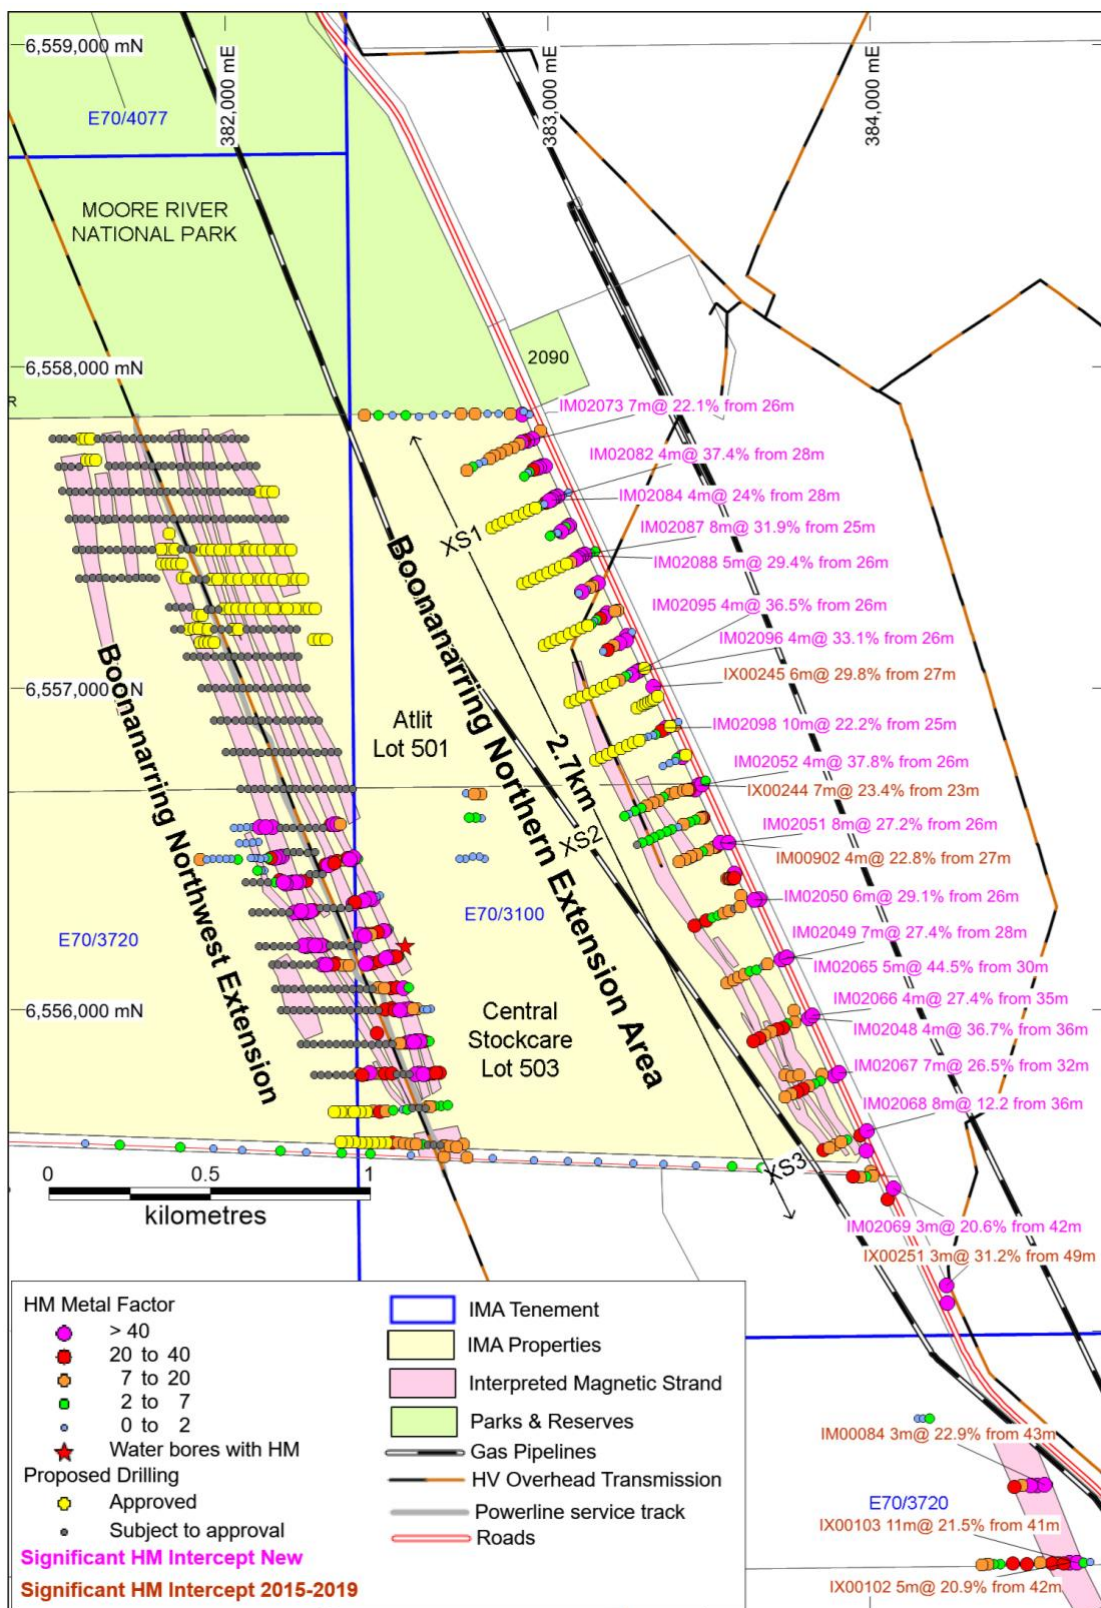 6,559,000 mN
382,000 mE
383,000 mE
384,000 mE
E70/4077
MOORE RIVER
NATIONAL PARK
2090
6,558,000 mN
R
IM02073 7m@ 22.1% from 26m
IM02082 4m@ 37.4% from 28m
IM02084 4m@ 24% from 28m
XS1
IM02087 8m@ 31.9% from 25m
IM02088 5m@ 29.4% from 26m
IM02095 4m@ 36.5% from 26m
IM02096 4m@ 33.1% from 26m
IX00245 6m@ 29.8% from 27m
6,557,000 mN
Atlit
Lot 501
IM02098 10m@ 22.2% from 25m
2.7km
IM02052 4m@ 37.8% from 26m
IX00244 7m@ 23.4% from 23m
IM02051 8m@ 27.2% from 26m
XS2
IM00902 4m@ 22.8% from 27m
Boonanarring Northwest Extension
Boonanarring Northern Extension Area
IM02050 6m@ 29.1% from 26m
E70/3100
E70/3720
IM02049 7m@ 27.4% from 28m
IM02065 5m@ 44.5% from 30m
IM02066 4m@ 27.4% from 35m
6,556,000 mN
Central
Stockcare
Lot 503
IM02048 4m@ 36.7% from 36m
IM02067 7m@ 26.5% from 32m
IM02068 8m@ 12.2 from 36m
XS3
0 0.5 1
kilometres
IM02069 3m@ 20.6% from 42m
IX00251 3m@ 31.2% from 49m
HM Metal Factor
> 40
20 to 40
7 to 20
2 to 7
0 to 2
Water bores with HM
Proposed Drilling
Approved
Subject to approval
Significant HM Intercept New
Significant HM Intercept 2015-2019
IMA Tenement
IMA Properties
Interpreted Magnetic Strand
Parks & Reserves
Gas Pipelines
HV Overhead Transmission
Powerline service track
Roads
IM00084 3m@ 22.9% from 43m
E70/3720
IX00103 11m@ 21.5% from 41m
IX00102 5m@ 20.9% from 42m